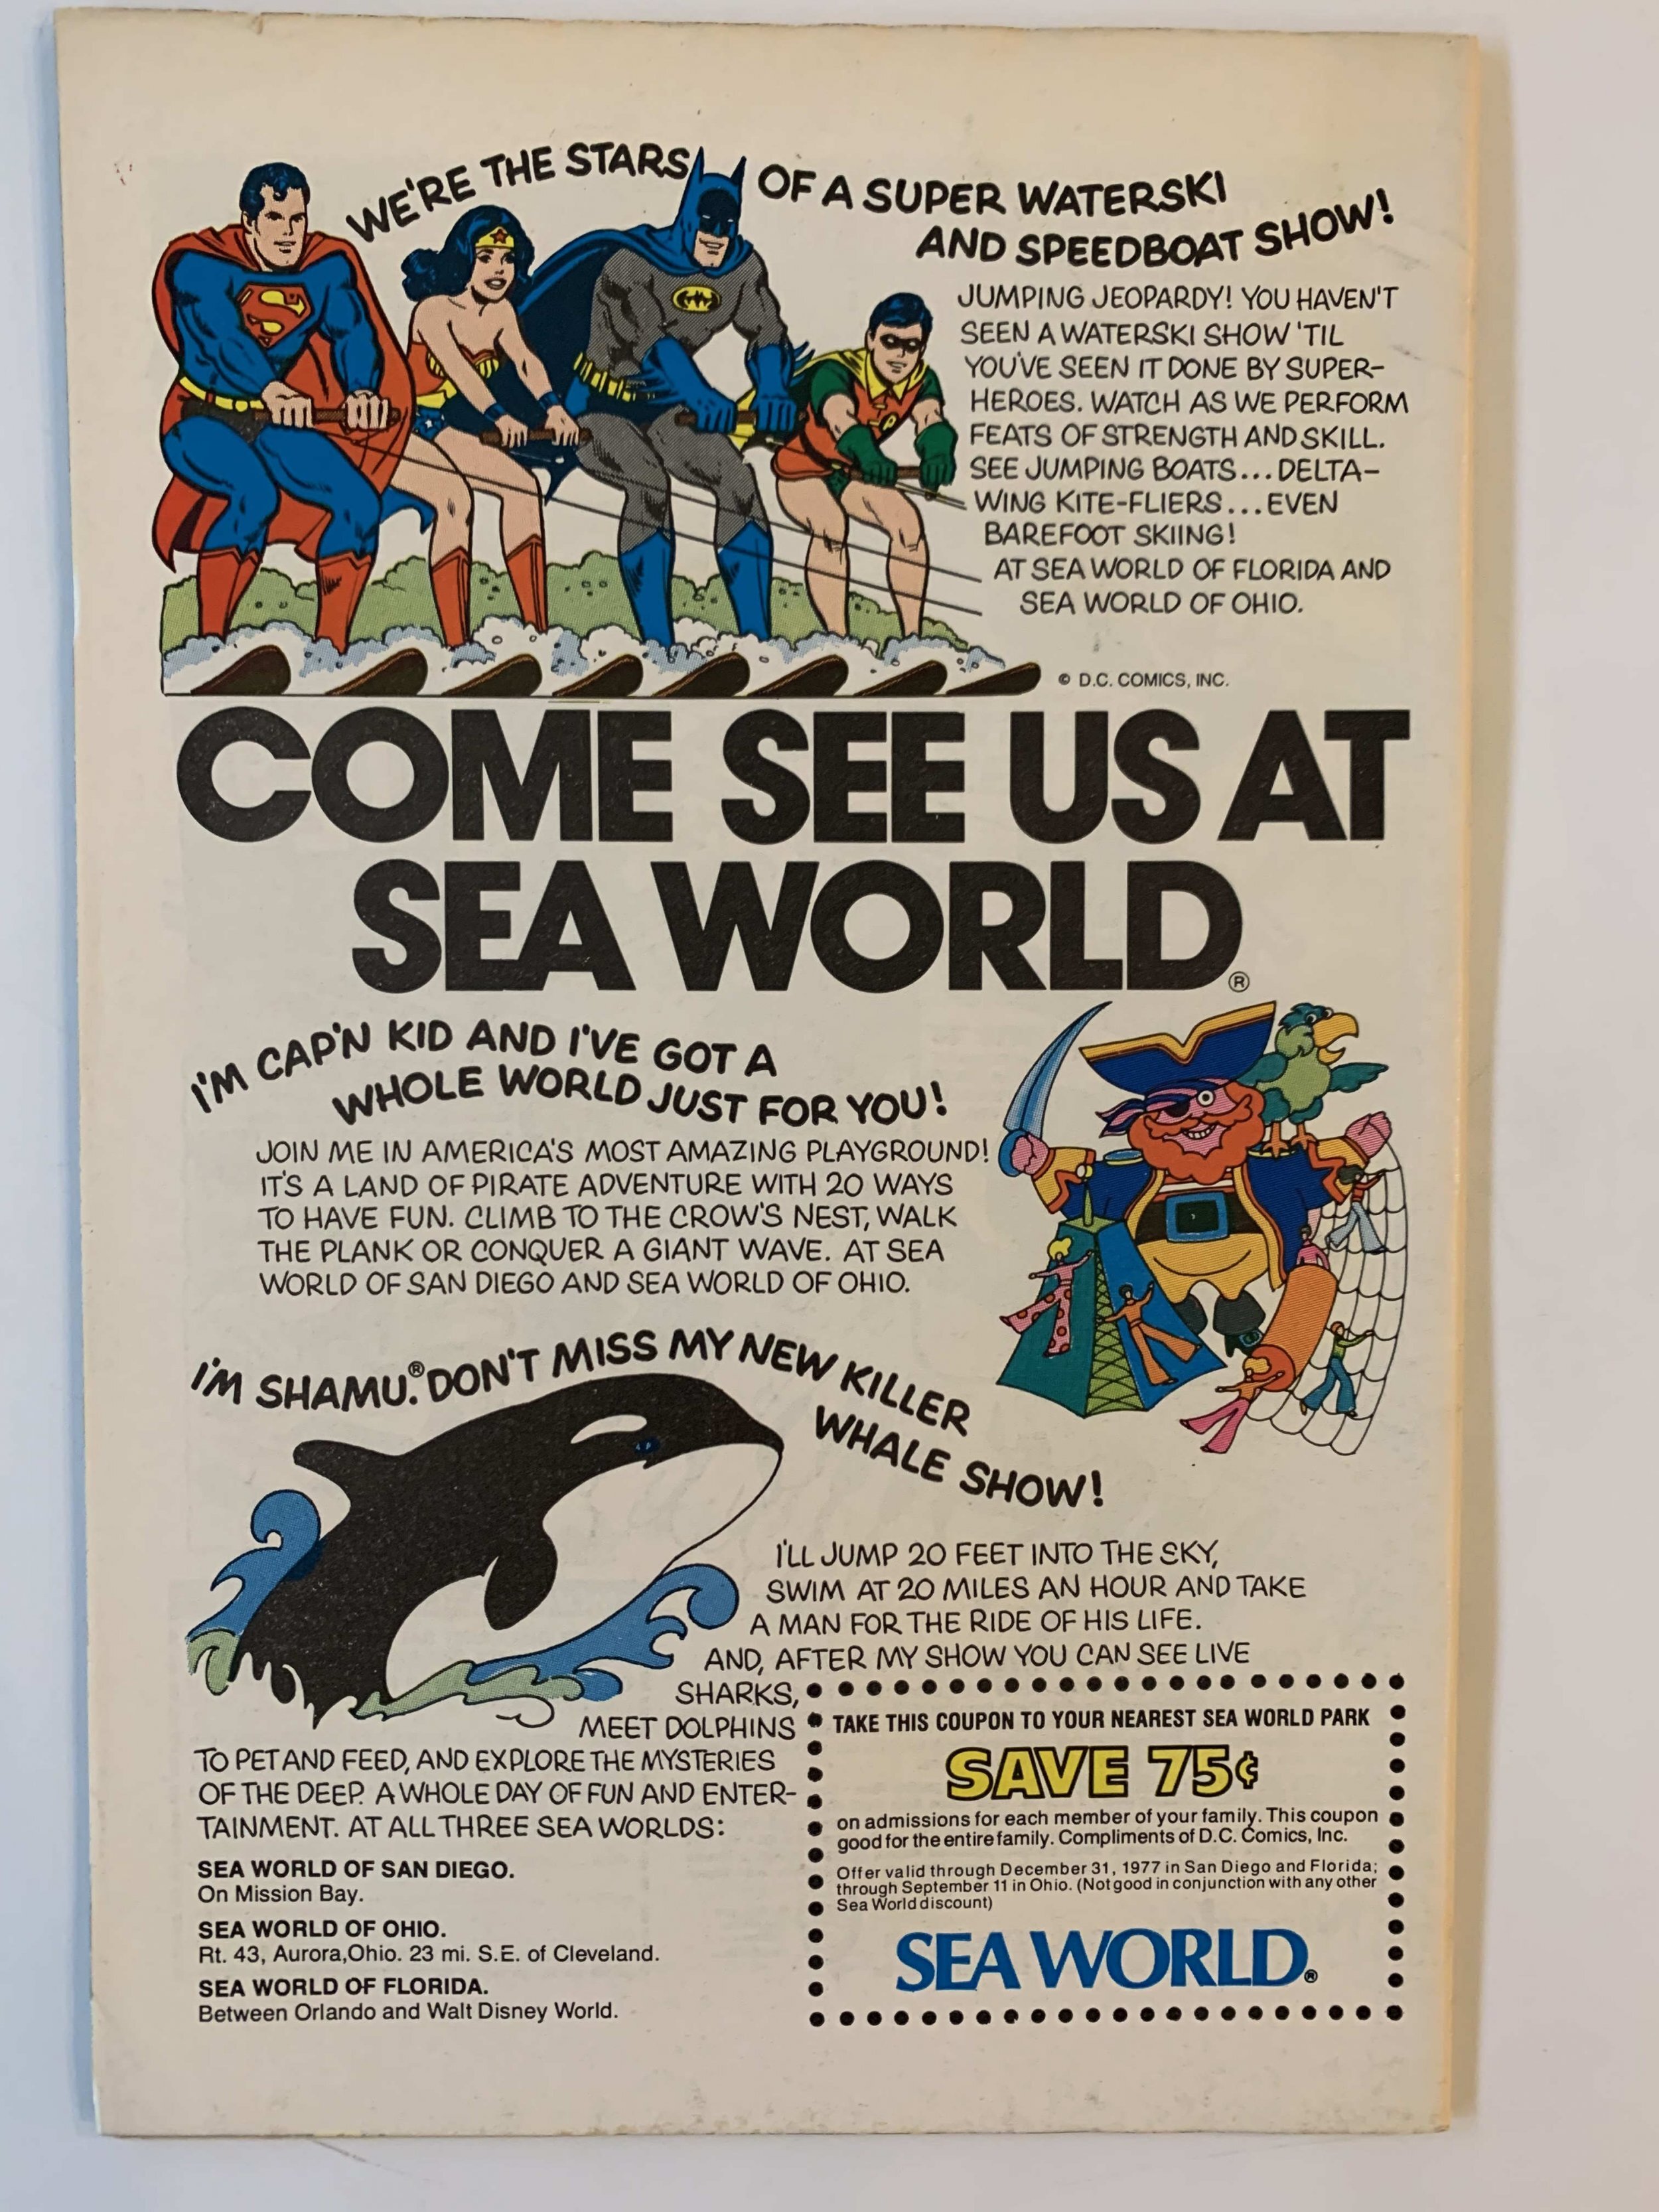 WE'RE THE STARS OF A SUPER WATERSKI
AND SPEEDBOAT SHOW!
JUMPING JEOPARDY! YOU HAVEN'T
SEEN A WATERSKI SHOW 'TIL
YOU'VE SEEN IT DONE BY SUPER-
HEROES. WATCH AS WE PERFORM
FEATS OF STRENGTH AND SKILL.
SEE JUMPING BOATS... DELTA-
WING KITE-FLIERS... EVEN
BAREFOOT SKIING!
AT SEA WORLD OF FLORIDA AND
SEA WORLD OF OHIO.
© D.C. COMICS, INC.
COME SEE US AT
SEA WORLD®
I'M CAP'N KID AND I'VE GOT A
WHOLE WORLD JUST FOR YOU!
JOIN ME IN AMERICA'S MOST AMAZING PLAYGROUND!
IT'S A LAND OF PIRATE ADVENTURE WITH 20 WAYS
TO HAVE FUN. CLIMB TO THE CROW'S NEST, WALK
THE PLANK OR CONQUER A GIANT WAVE. AT SEA
WORLD OF SAN DIEGO AND SEA WORLD OF OHIO.
I'M SHAMU.® DON'T MISS MY NEW KILLER
WHALE SHOW!
I'LL JUMP 20 FEET INTO THE SKY,
SWIM AT 20 MILES AN HOUR AND TAKE
A MAN FOR THE RIDE OF HIS LIFE.
AND, AFTER MY SHOW YOU CAN SEE LIVE
SHARKS,
MEET DOLPHINS
TO PET AND FEED, AND EXPLORE THE MYSTERIES
OF THE DEEP. A WHOLE DAY OF FUN AND ENTER-
TAINMENT. AT ALL THREE SEA WORLDS:
SEA WORLD OF SAN DIEGO.
On Mission Bay.
SEA WORLD OF OHIO.
Rt. 43, Aurora, Ohio. 23 mi. S.E. of Cleveland.
SEA WORLD OF FLORIDA.
Between Orlando and Walt Disney World.
TAKE THIS COUPON TO YOUR NEAREST SEA WORLD PARK
SAVE 75¢
on admissions for each member of your family. This coupon
good for the entire family. Compliments of D.C. Comics, Inc.
Offer valid through December 31, 1977 in San Diego and Florida;
through September 11 in Ohio. (Not good in conjunction with any other
Sea World discount)
SEA WORLD®